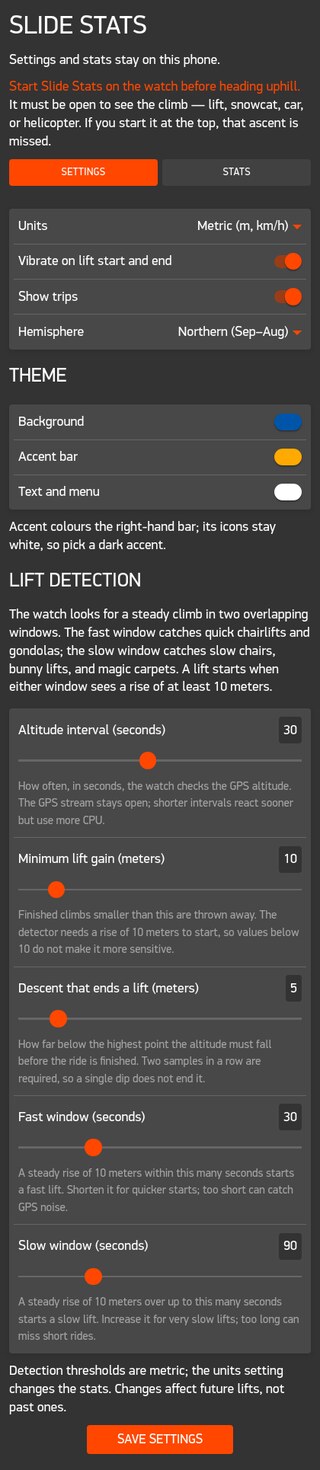 SLIDE STATS
Settings and stats stay on this phone.
Start Slide Stats on the watch before heading uphill.
It must be open to see the climb — lift, snowcat, car,
or helicopter. If you start it at the top, that ascent is
missed.
SETTINGS
STATS
Units
Metric (m, km/h)
Vibrate on lift start and end
Show trips
Hemisphere
Northern (Sep–Aug)
THEME
Background
Accent bar
Text and menu
Accent colours the right-hand bar; its icons stay
white, so pick a dark accent.
LIFT DETECTION
The watch looks for a steady climb in two overlapping
windows. The fast window catches quick chairlifts and
gondolas; the slow window catches slow chairs,
bunny lifts, and magic carpets. A lift starts when
either window sees a rise of at least 10 meters.
Altitude interval (seconds)
30
How often, in seconds, the watch checks the GPS altitude.
The GPS stream stays open; shorter intervals react sooner
but use more CPU.
Minimum lift gain (meters)
10
Finished climbs smaller than this are thrown away. The
detector needs a rise of 10 meters to start, so values below
10 do not make it more sensitive.
Descent that ends a lift (meters)
5
How far below the highest point the altitude must fall
before the ride is finished. Two samples in a row are
required, so a single dip does not end it.
Fast window (seconds)
30
A steady rise of 10 meters within this many seconds starts
a fast lift. Shorten it for quicker starts; too short can catch
GPS noise.
Slow window (seconds)
90
A steady rise of 10 meters over up to this many seconds
starts a slow lift. Increase it for very slow lifts; too long can
miss short rides.
Detection thresholds are metric; the units setting
changes the stats. Changes affect future lifts, not
past ones.
SAVE SETTINGS